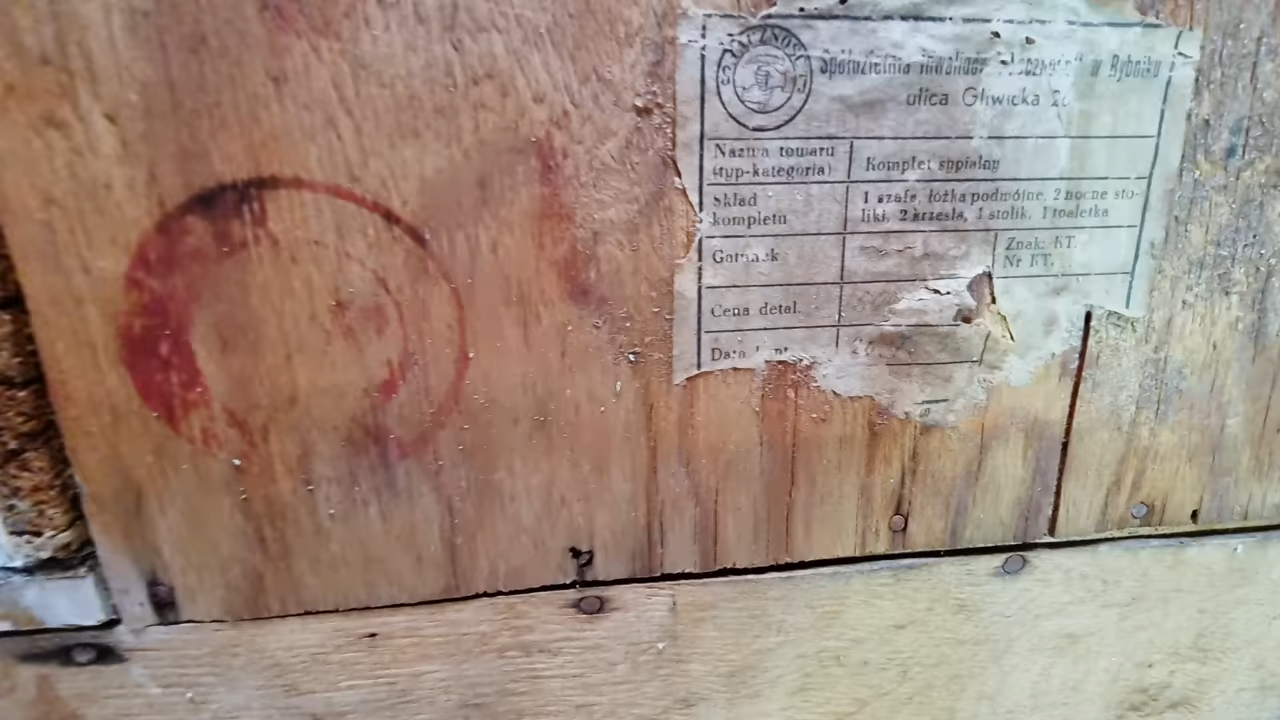 ŁĄCZNOŚĆ
S J
Spółdzielnia Inwalidów w Rybniku
ulica Gliwicka
Nazwa towaru
(typ-kategoria)
Komplet sypialny
Skład
kompletu
1 szafa, łóżka podwójne, 2 nocne sto-
liki, 2 krzesła, 1 stolik, 1 toaletka
Gatunek
Znak: KT.
Nr KT.
Cena detal.
Data